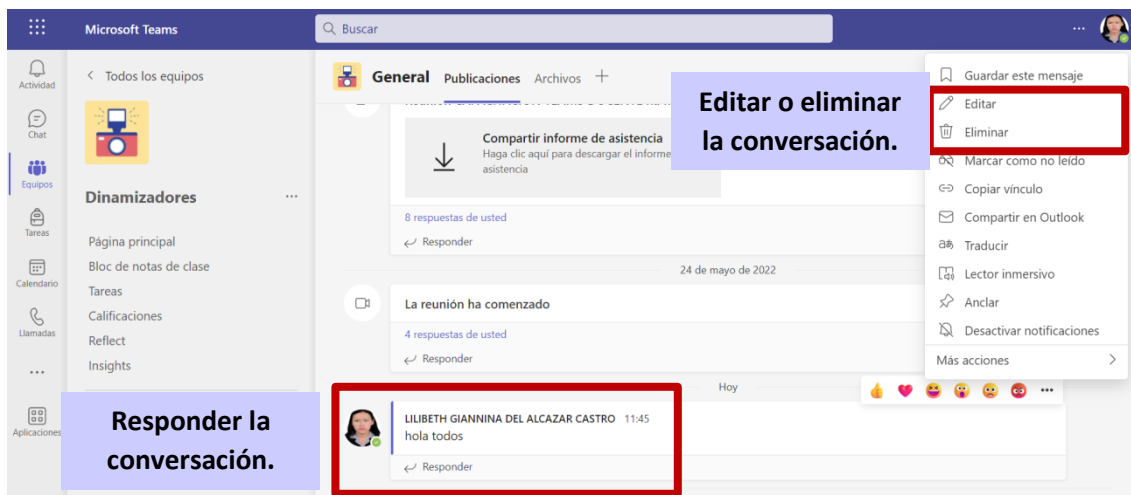 Microsoft Teams
Buscar
Actividad
Chat
Equipos
Tareas
Calendario
Llamadas
Aplicaciones
Todos los equipos
Dinamizadores
Página principal
Bloc de notas de clase
Tareas
Calificaciones
Reflect
Insights
General Publicaciones Archivos
Compartir informe de asistencia
Haga clic aquí para descargar el informe
asistencia
8 respuestas de usted
Responder
24 de mayo de 2022
La reunión ha comenzado
4 respuestas de usted
Responder
Hoy
LILIBETH GIANNINA DEL ALCAZAR CASTRO 11:45
hola todos
Responder
Responder la
conversación.
Editar o eliminar
la conversación.
Guardar este mensaje
Editar
Eliminar
Marcar como no leído
Copiar vínculo
Compartir en Outlook
Traducir
Lector inmersivo
Anclar
Desactivar notificaciones
Más acciones